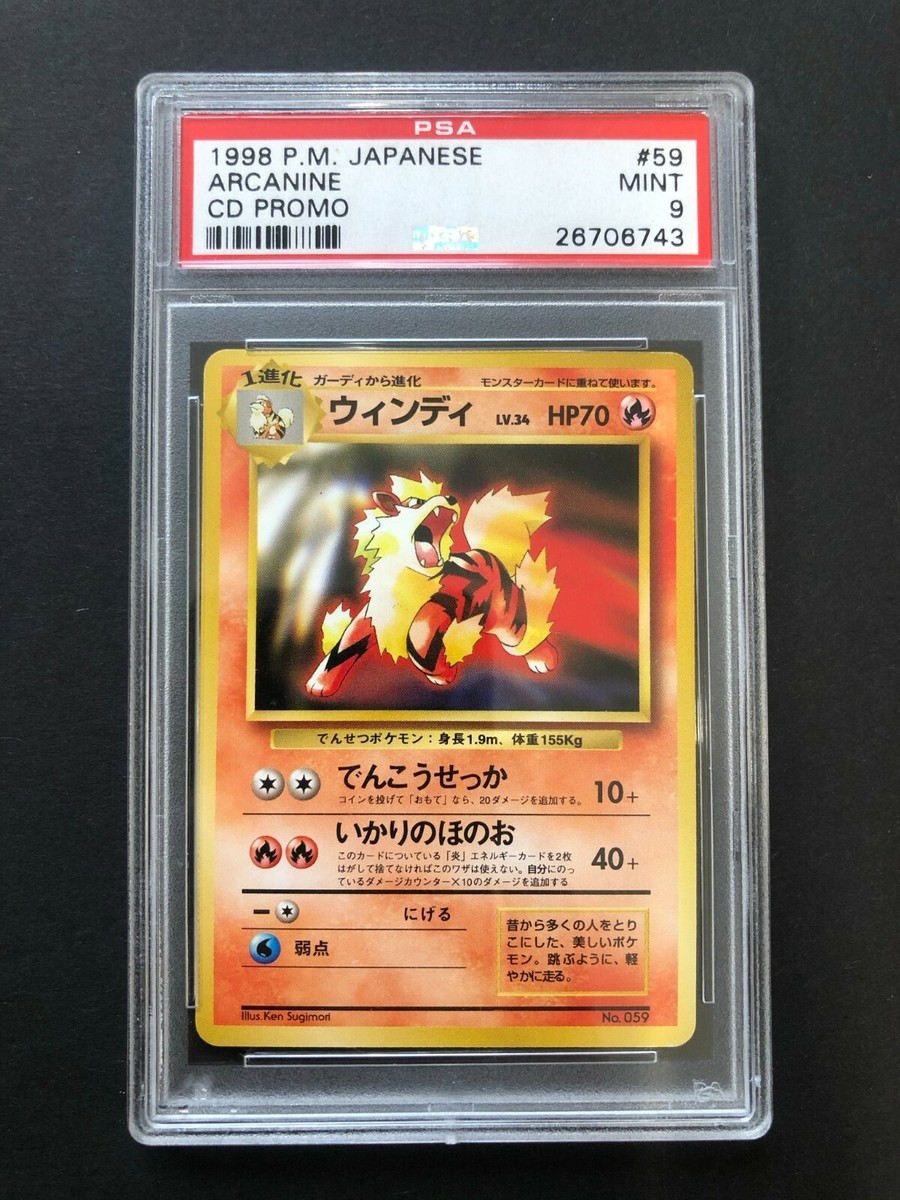 PSA
1998 P.M. JAPANESE #59
ARCANINE MINT
CD PROMO 9
26706743
1進化 ガーディから進化 モンスターカードに重ねて使います。
ウィンディ LV.34 HP70
でんせつポケモン：身長1.9m、体重155Kg
でんこうせっか 10+
コインを投げて「おもて」なら、20ダメージを追加する。
いかりのほのお 40+
このカードについている「炎」エネルギーカードを2枚
はがして捨てなければこのワザは使えない。自分にのっ
ているダメージカウンター×10のダメージを追加する
にげる
弱点
昔から多くの人をとり
こにした、美しいポケ
モン。跳ぶように、軽
やかに走る。
Illus.Ken Sugimori No. 059